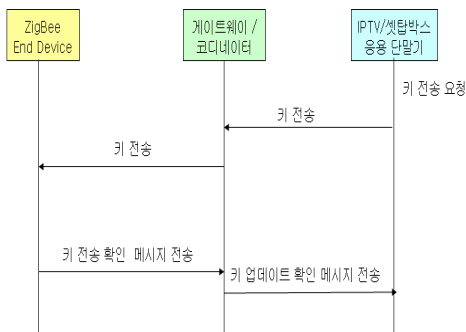 ZigBee
End Device
게이트웨이 /
코디네이터
IPTV/셋탑박스
응용 단말기
키 전송 요청
키 전송
키 전송
키 전송 확인 메시지 전송
키 업데이트 확인 메시지 전송